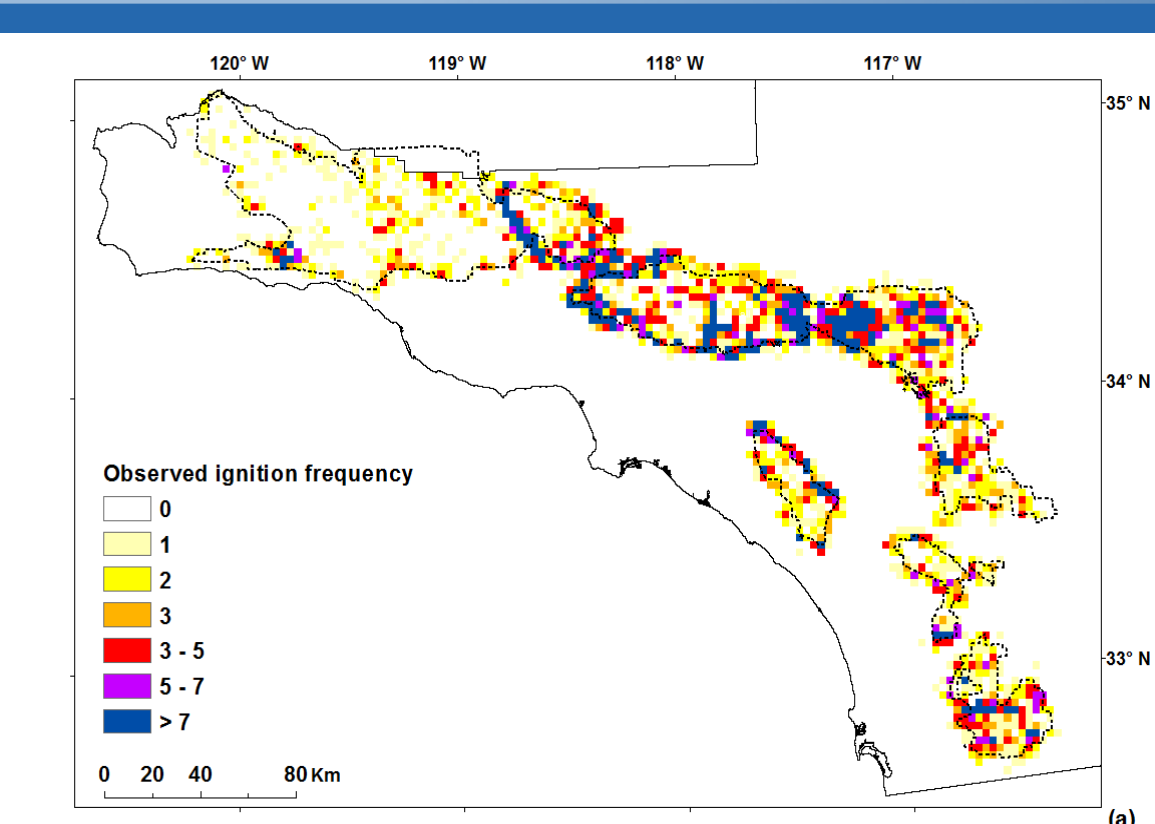 120° W 119° W 118° W 117° W
35° N
34° N
Observed ignition frequency
0
1
2
3
3 - 5
5 - 7
> 7
33° N
0 20 40 80 Km
(a)